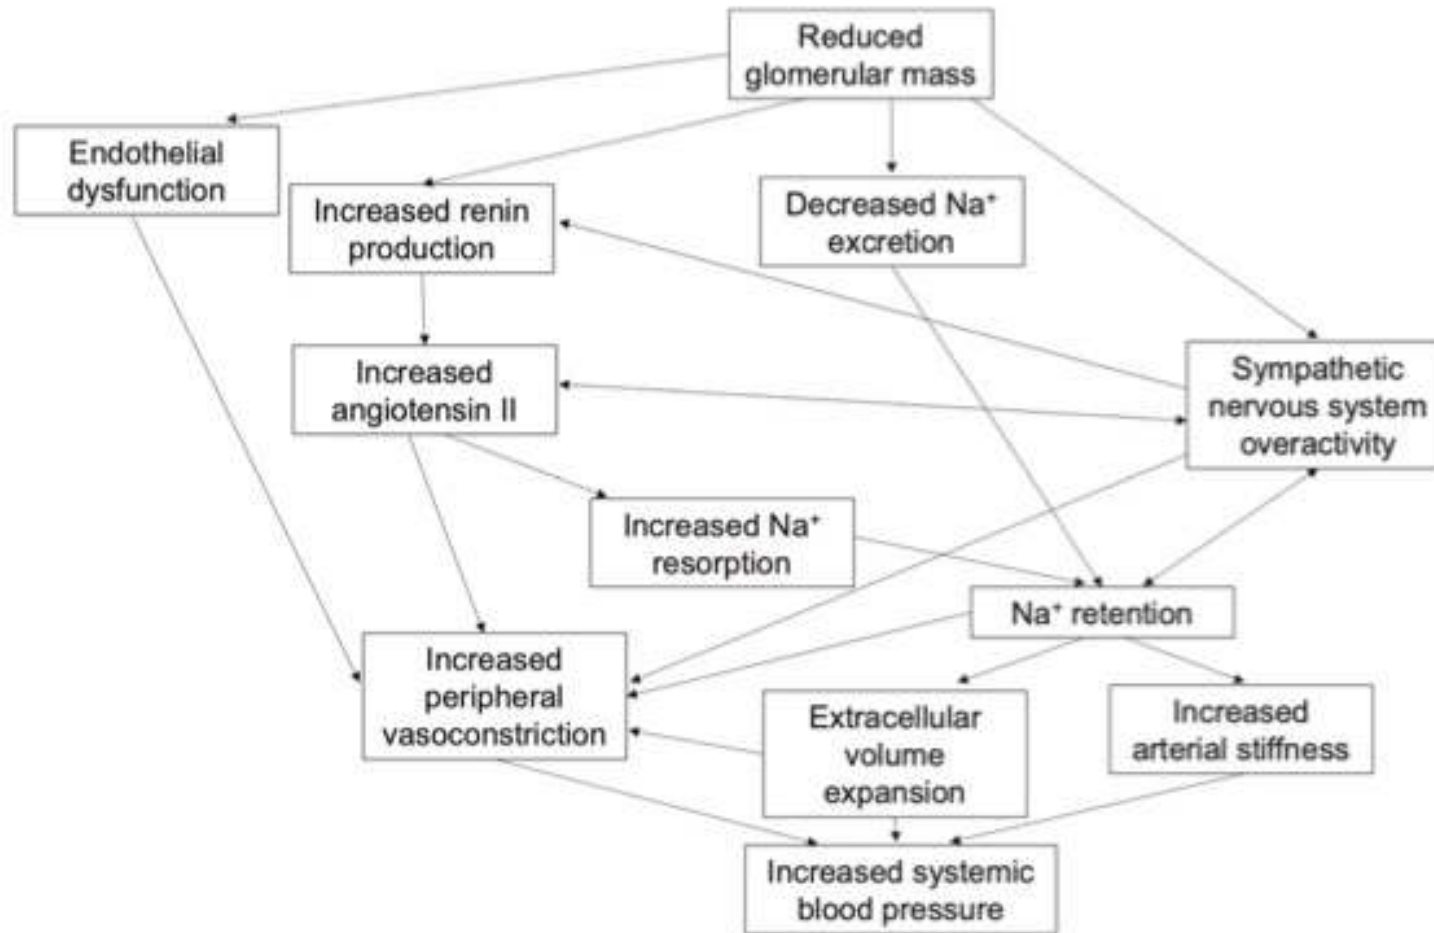 Reduced
glomerular mass
Endothelial
dysfunction
Increased renin
production
Decreased Na⁺
excretion
Increased
angiotensin II
Sympathetic
nervous system
overactivity
Increased Na⁺
resorption
Na⁺ retention
Increased
peripheral
vasoconstriction
Extracellular
volume
expansion
Increased
arterial stiffness
Increased systemic
blood pressure